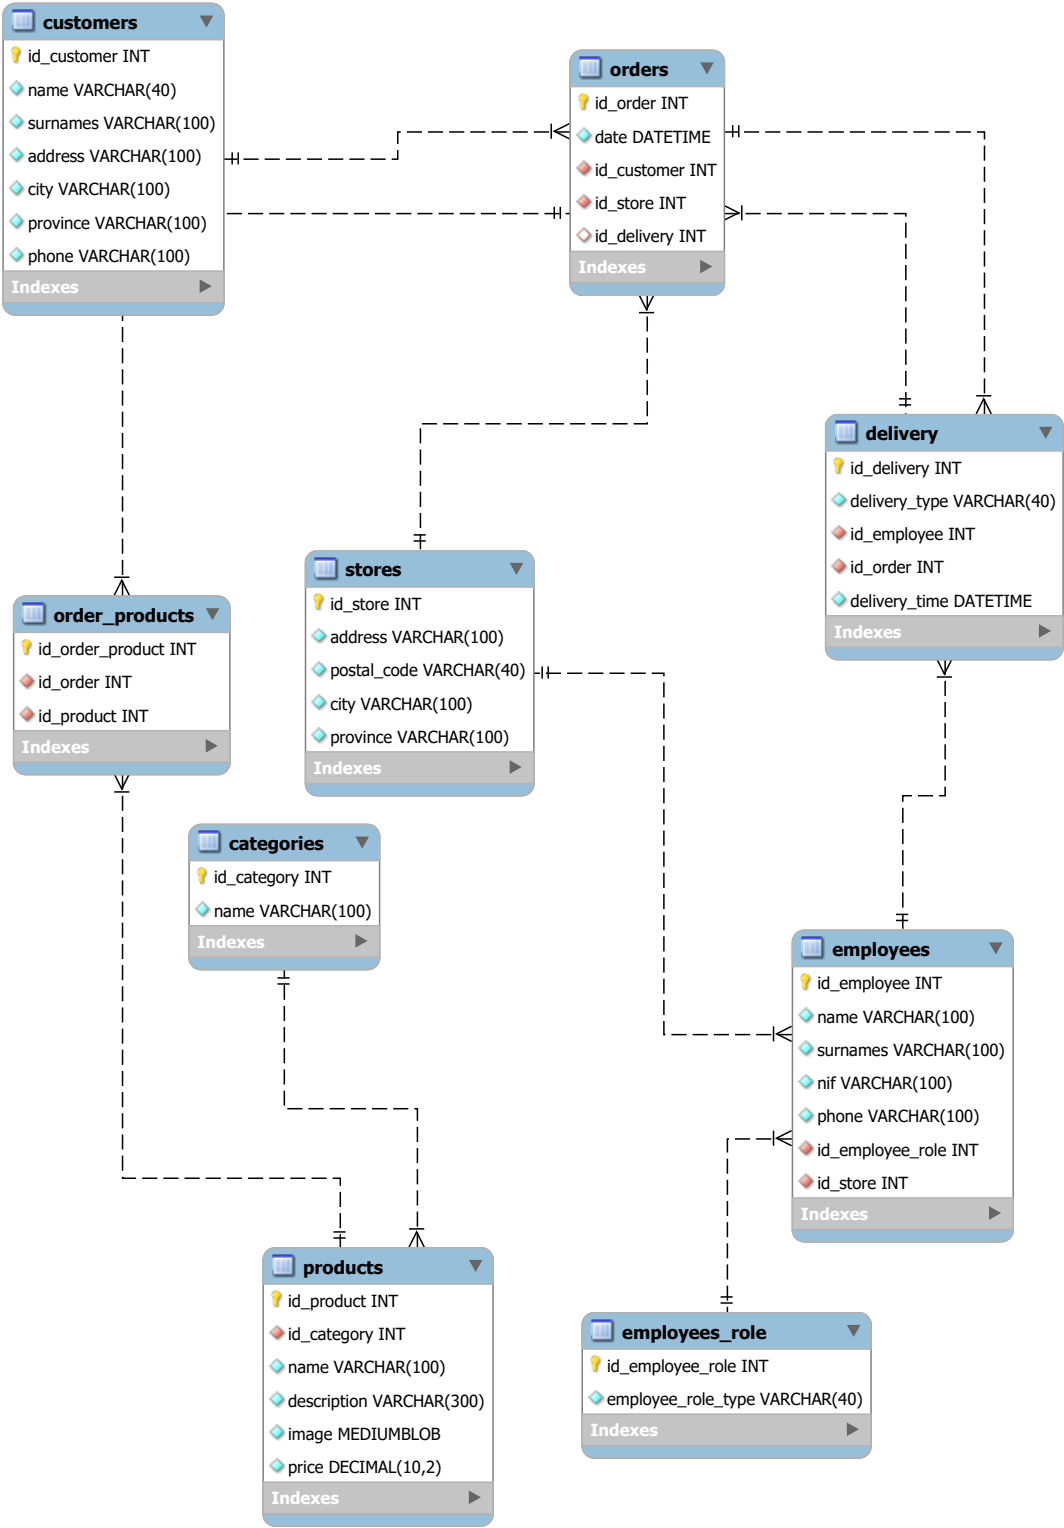 customers
id_customer INT
name VARCHAR(40)
surnames VARCHAR(100)
address VARCHAR(100)
city VARCHAR(100)
province VARCHAR(100)
phone VARCHAR(100)
Indexes
orders
id_order INT
date DATETIME
id_customer INT
id_store INT
id_delivery INT
Indexes
delivery
id_delivery INT
delivery_type VARCHAR(40)
id_employee INT
id_order INT
delivery_time DATETIME
Indexes
stores
id_store INT
address VARCHAR(100)
postal_code VARCHAR(40)
city VARCHAR(100)
province VARCHAR(100)
Indexes
order_products
id_order_product INT
id_order INT
id_product INT
Indexes
categories
id_category INT
name VARCHAR(100)
Indexes
employees
id_employee INT
name VARCHAR(100)
surnames VARCHAR(100)
nif VARCHAR(100)
phone VARCHAR(100)
id_employee_role INT
id_store INT
Indexes
products
id_product INT
id_category INT
name VARCHAR(100)
description VARCHAR(300)
image MEDIUMBLOB
price DECIMAL(10,2)
Indexes
employees_role
id_employee_role INT
employee_role_type VARCHAR(40)
Indexes